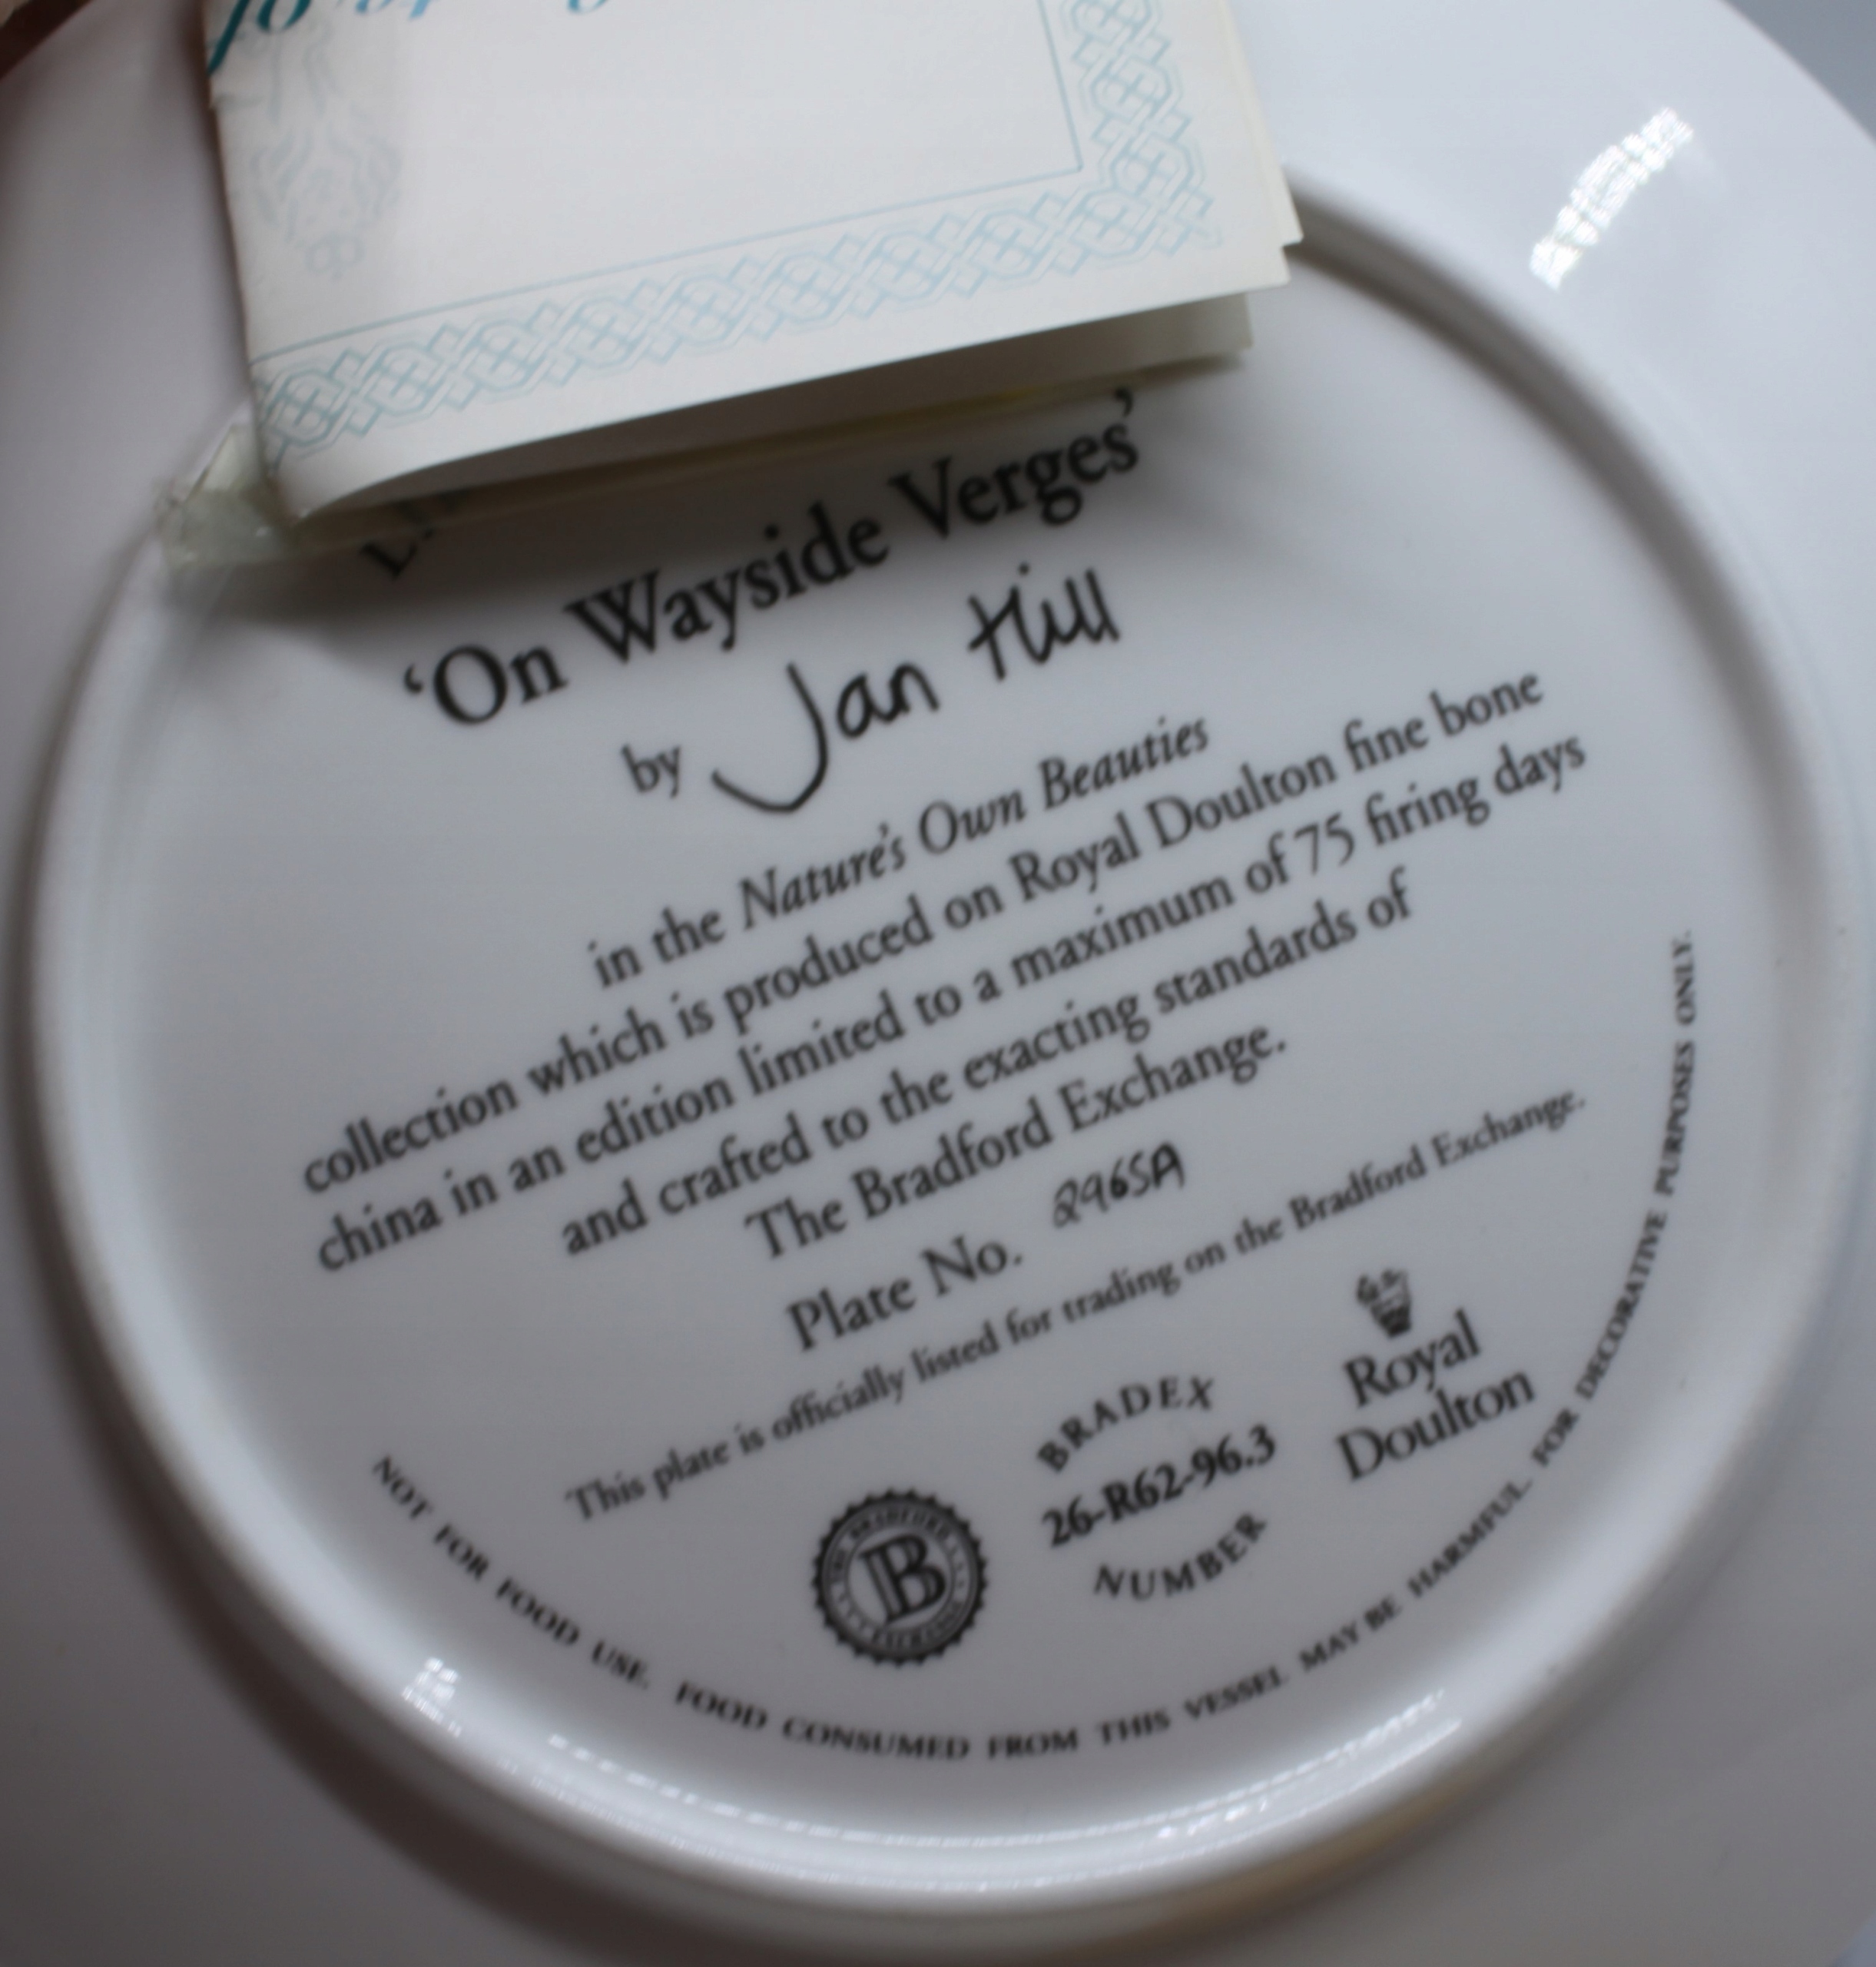 ‘On Wayside Verges’
by Jan Hill
in the Nature's Own Beauties
collection which is produced on Royal Doulton fine bone
china in an edition limited to a maximum of 75 firing days
and crafted to the exacting standards of
The Bradford Exchange.
Plate No. 2965A
This plate is officially listed for trading on the Bradford Exchange.
BRADEX
26-R62-96.3
NUMBER
Royal
Doulton
THE BRADFORD
B
EXCHANGE
NOT FOR FOOD USE. FOOD CONSUMED FROM THIS VESSEL MAY BE HARMFUL. FOR DECORATIVE PURPOSES ONLY.